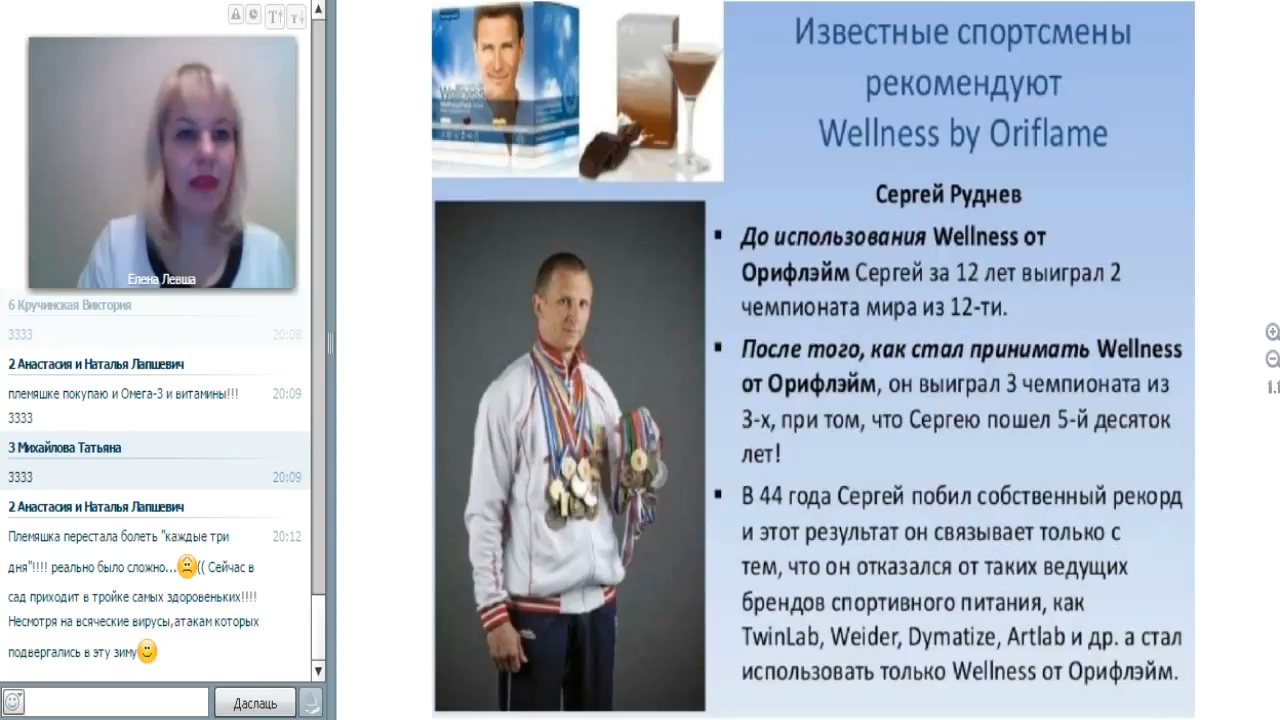 Елена Левша
6 Кручинская Виктория
3333 20:08
2 Анастасия и Наталья Лапшевич
племяшке покупаю и Омега-3 и витамины!!! 20:09
3333
3 Михайлова Татьяна
3333 20:09
2 Анастасия и Наталья Лапшевич
Племяшка перестала болеть "каждые три 20:12
дня"!!!! реально было сложно...(( Сейчас в
сад приходит в тройке самых здоровеньких!!!!
Несмотря на всяческие вирусы,атакам которых
подвергались в эту зиму
Даслаць
Wellness
Известные спортсмены
рекомендуют
Wellness by Oriflame
Сергей Руднев
До использования Wellness от
Орифлэйм Сергей за 12 лет выиграл 2
чемпионата мира из 12-ти.
После того, как стал принимать Wellness
от Орифлэйм, он выиграл 3 чемпионата из
3-х, при том, что Сергею пошел 5-й десяток
лет!
В 44 года Сергей побил собственный рекорд
и этот результат он связывает только с
тем, что он отказался от таких ведущих
брендов спортивного питания, как
TwinLab, Weider, Dymatize, Artlab и др. а стал
использовать только Wellness от Орифлэйм.